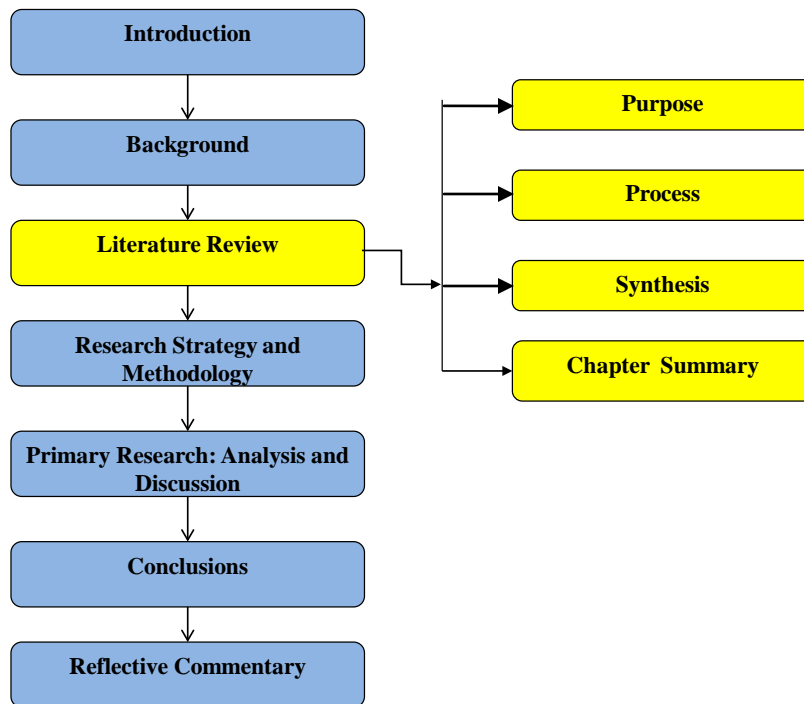 Introduction
Background
Literature Review
Research Strategy and
Methodology
Primary Research: Analysis and
Discussion
Conclusions
Reflective Commentary
Purpose
Process
Synthesis
Chapter Summary